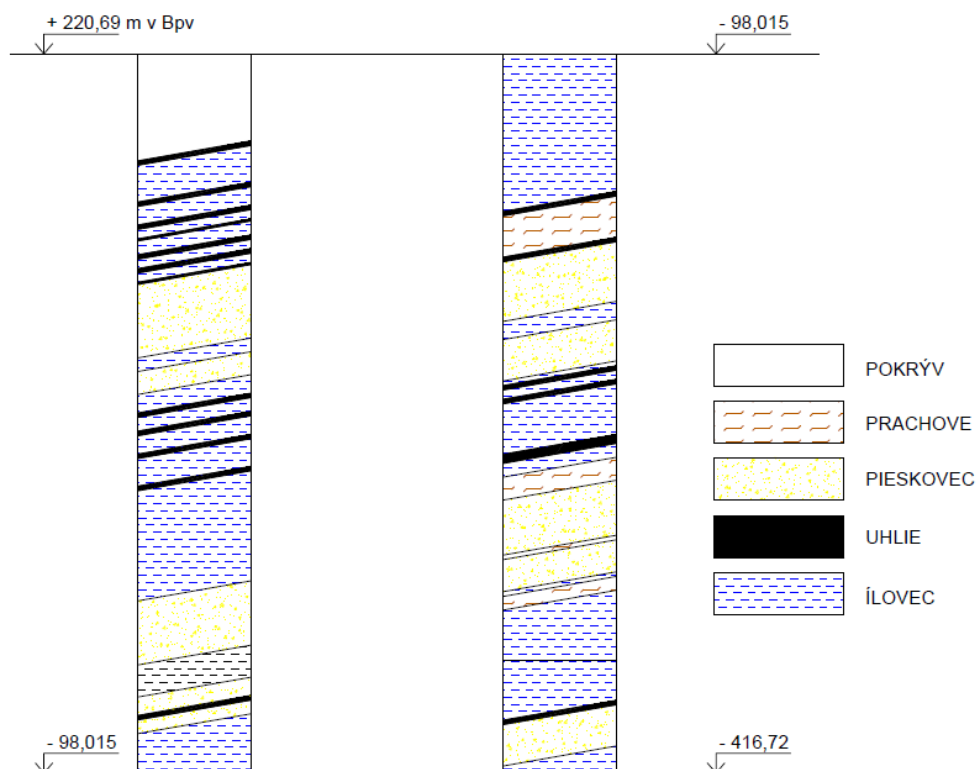 + 220,69 m v Bpv
- 98,015
POKRÝV
PRACHOVE
PIESKOVEC
UHLIE
ÍLOVEC
- 98,015
- 416,72